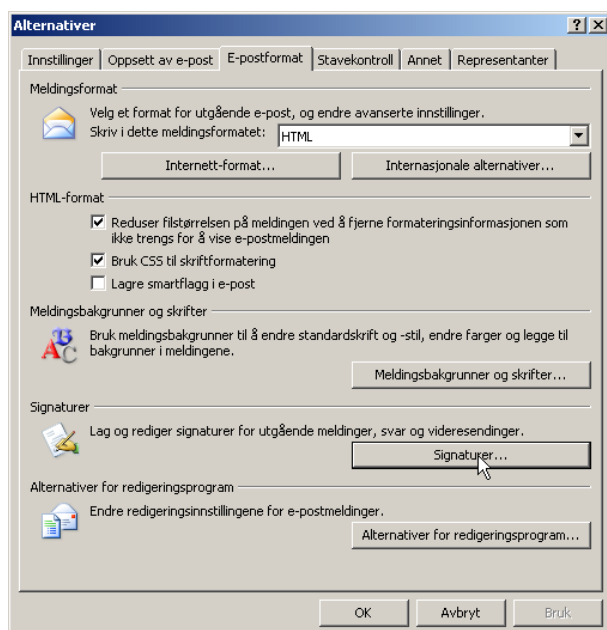 Alternativer
Innstillinger Oppsett av e-post E-postformat Stavekontroll Annet Representanter
Meldingsformat
Velg et format for utgående e-post, og endre avanserte innstillinger.
Skriv i dette meldingsformatet: HTML
Internett-format... Internasjonale alternativer...
HTML-format
Reduser filstørrelsen på meldingen ved å fjerne formateringsinformasjonen som
ikke trengs for å vise e-postmeldingen
Bruk CSS til skriftformatering
Lagre smartflagg i e-post
Meldingsbakgrunner og skrifter
Bruk meldingsbakgrunner til å endre standardskrift og -stil, endre farger og legge til
bakgrunner i meldingene.
Meldingsbakgrunner og skrifter...
Signaturer
Lag og rediger signaturer for utgående meldinger, svar og videresendinger.
Signaturer...
Alternativer for redigeringsprogram
Endre redigeringsinnstillingene for e-postmeldinger.
Alternativer for redigeringsprogram...
OK Avbryt Bruk